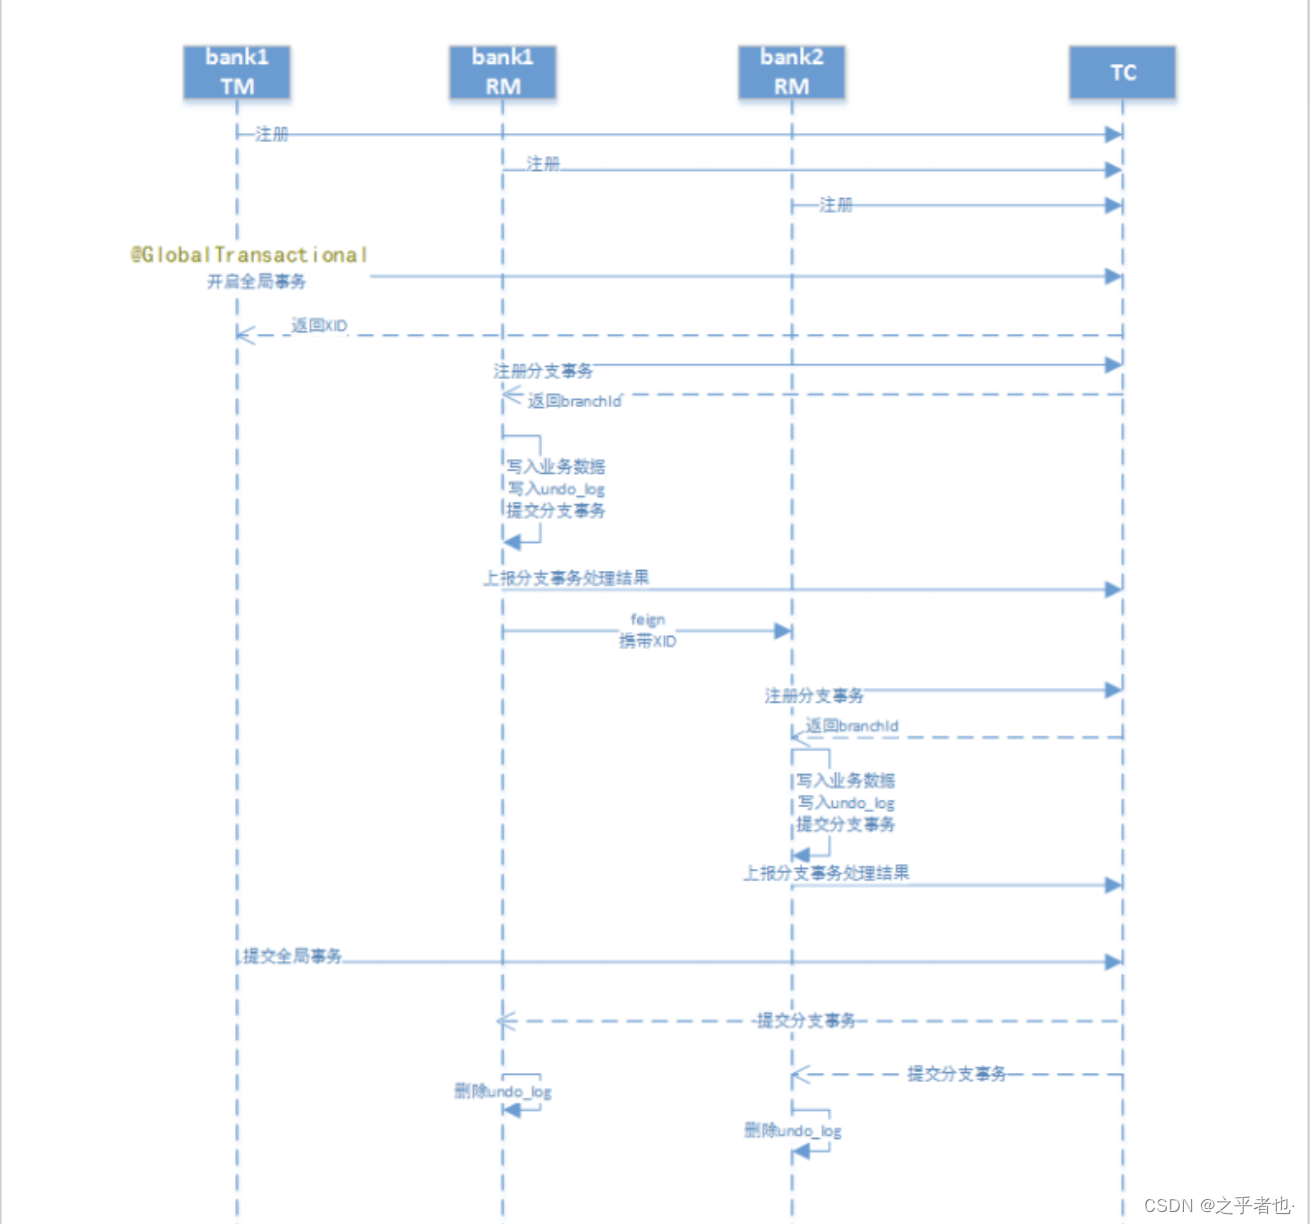 bank1
TM
bank1
RM
bank2
RM
TC
注册
注册
注册
@GlobalTransactional
开启全局事务
返回XID
注册分支事务
返回branchId
写入业务数据
写入undo_log
提交分支事务
上报分支事务处理结果
feign
携带XID
注册分支事务
返回branchId
写入业务数据
写入undo_log
提交分支事务
上报分支事务处理结果
提交全局事务
提交分支事务
提交分支事务
删除undo_log
删除undo_log
CSDN @之乎者也·